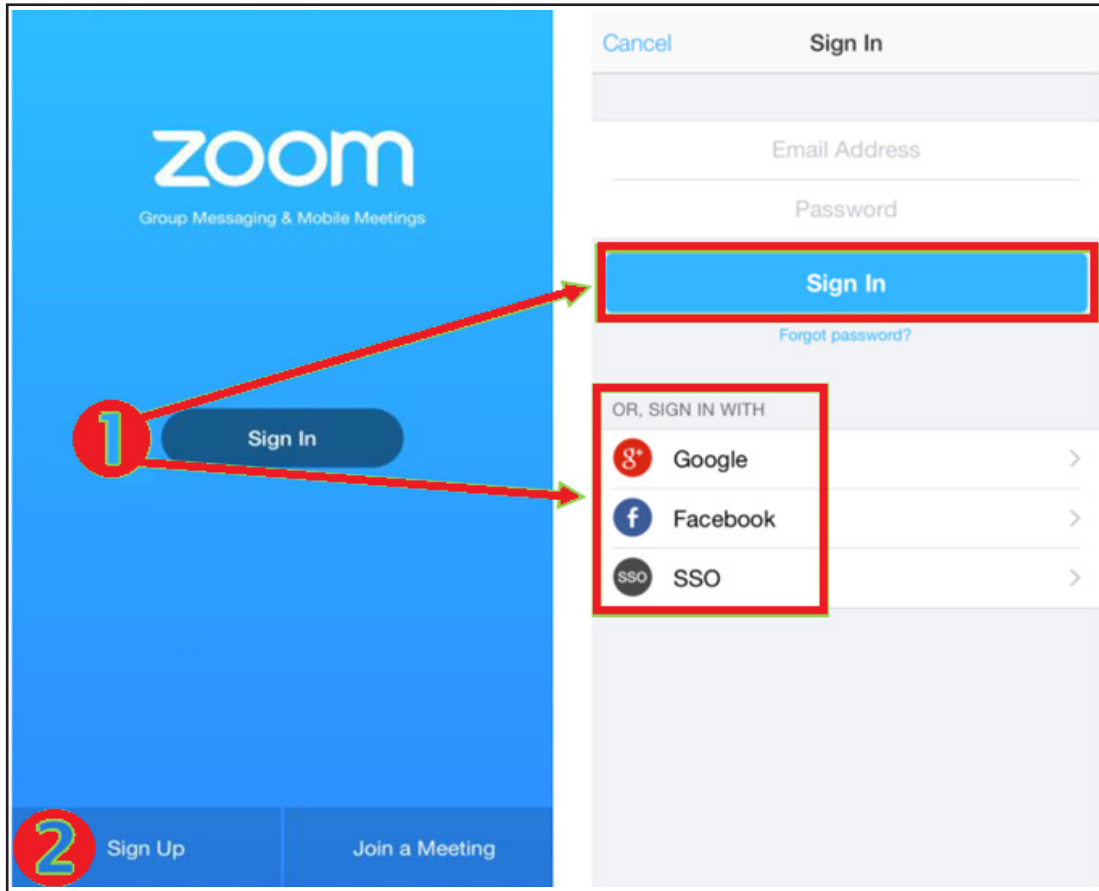 zoom
Group Messaging & Mobile Meetings
1
Sign In
2
Sign Up
Join a Meeting
Cancel
Sign In
Email Address
Password
Sign In
Forgot password?
OR, SIGN IN WITH
g+ Google
f Facebook
SSO SSO